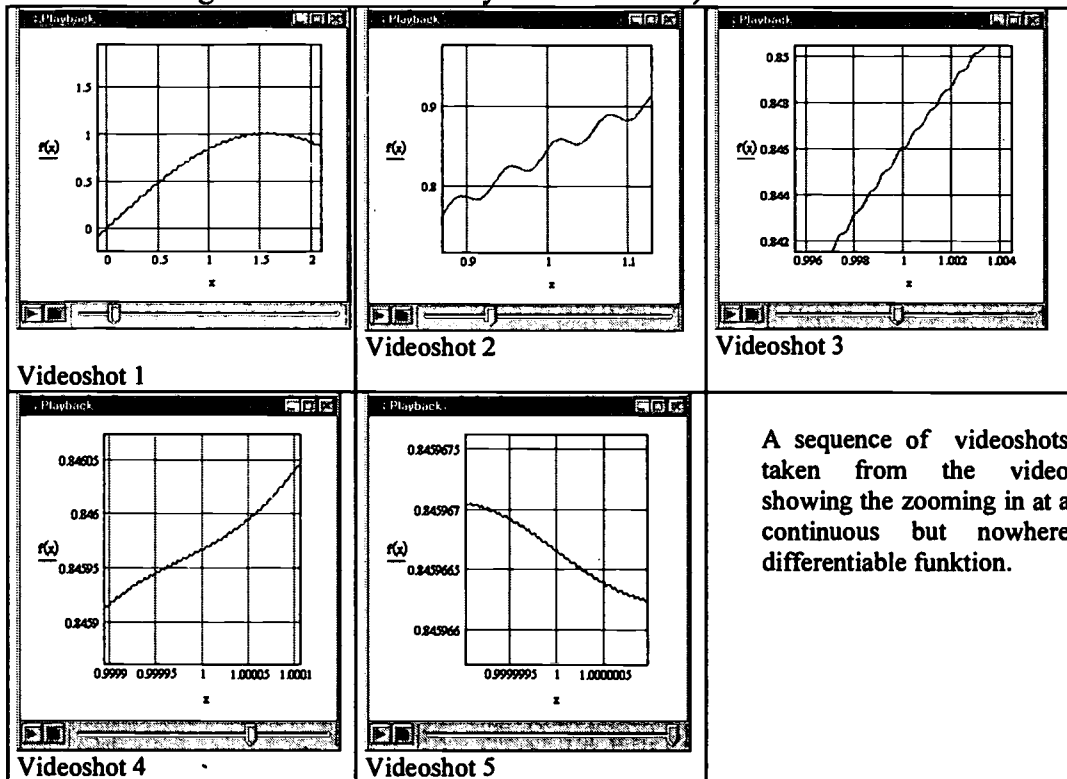 : Playback
1.5
1
f(x)
0.5
0
0 0.5 1 1.5 2
x
Videoshot 1
: Playback
0.9
f(x)
0.8
0.9 1 1.1
x
Videoshot 2
: Playback
0.85
0.848
f(x) 0.846
0.844
0.842
0.996 0.998 1 1.002 1.004
x
Videoshot 3
: Playback
0.84605
0.846
f(x)
0.84595
0.8459
0.9999 0.99995 1 1.00005 1.0001
x
Videoshot 4
: Playback
0.8459675
0.845967
f(x)
0.8459665
0.845966
0.9999995 1 1.0000005
x
Videoshot 5
A sequence of videoshots
taken from the video
showing the zooming in at a
continuous but nowhere
differentiable funktion.